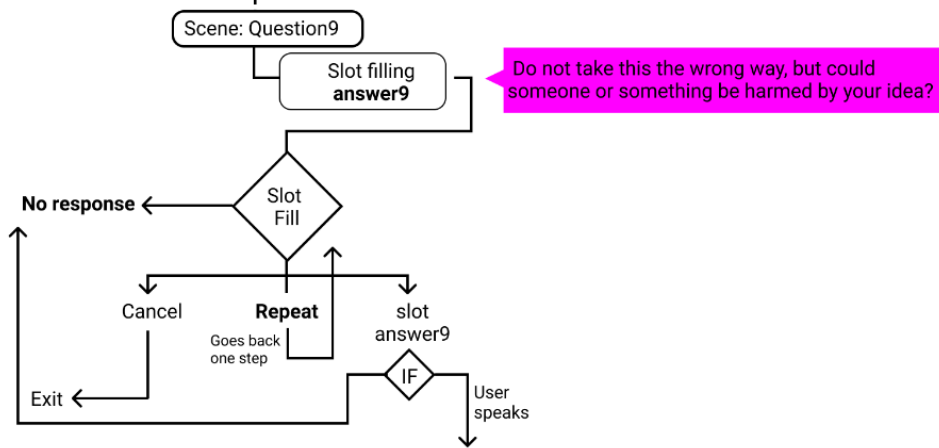 Scene: Question9
Slot filling
answer9
Do not take this the wrong way, but could
someone or something be harmed by your idea?
Slot
Fill
No response
Cancel
Repeat
slot
answer9
Goes back
one step
IF
Exit
User
speaks